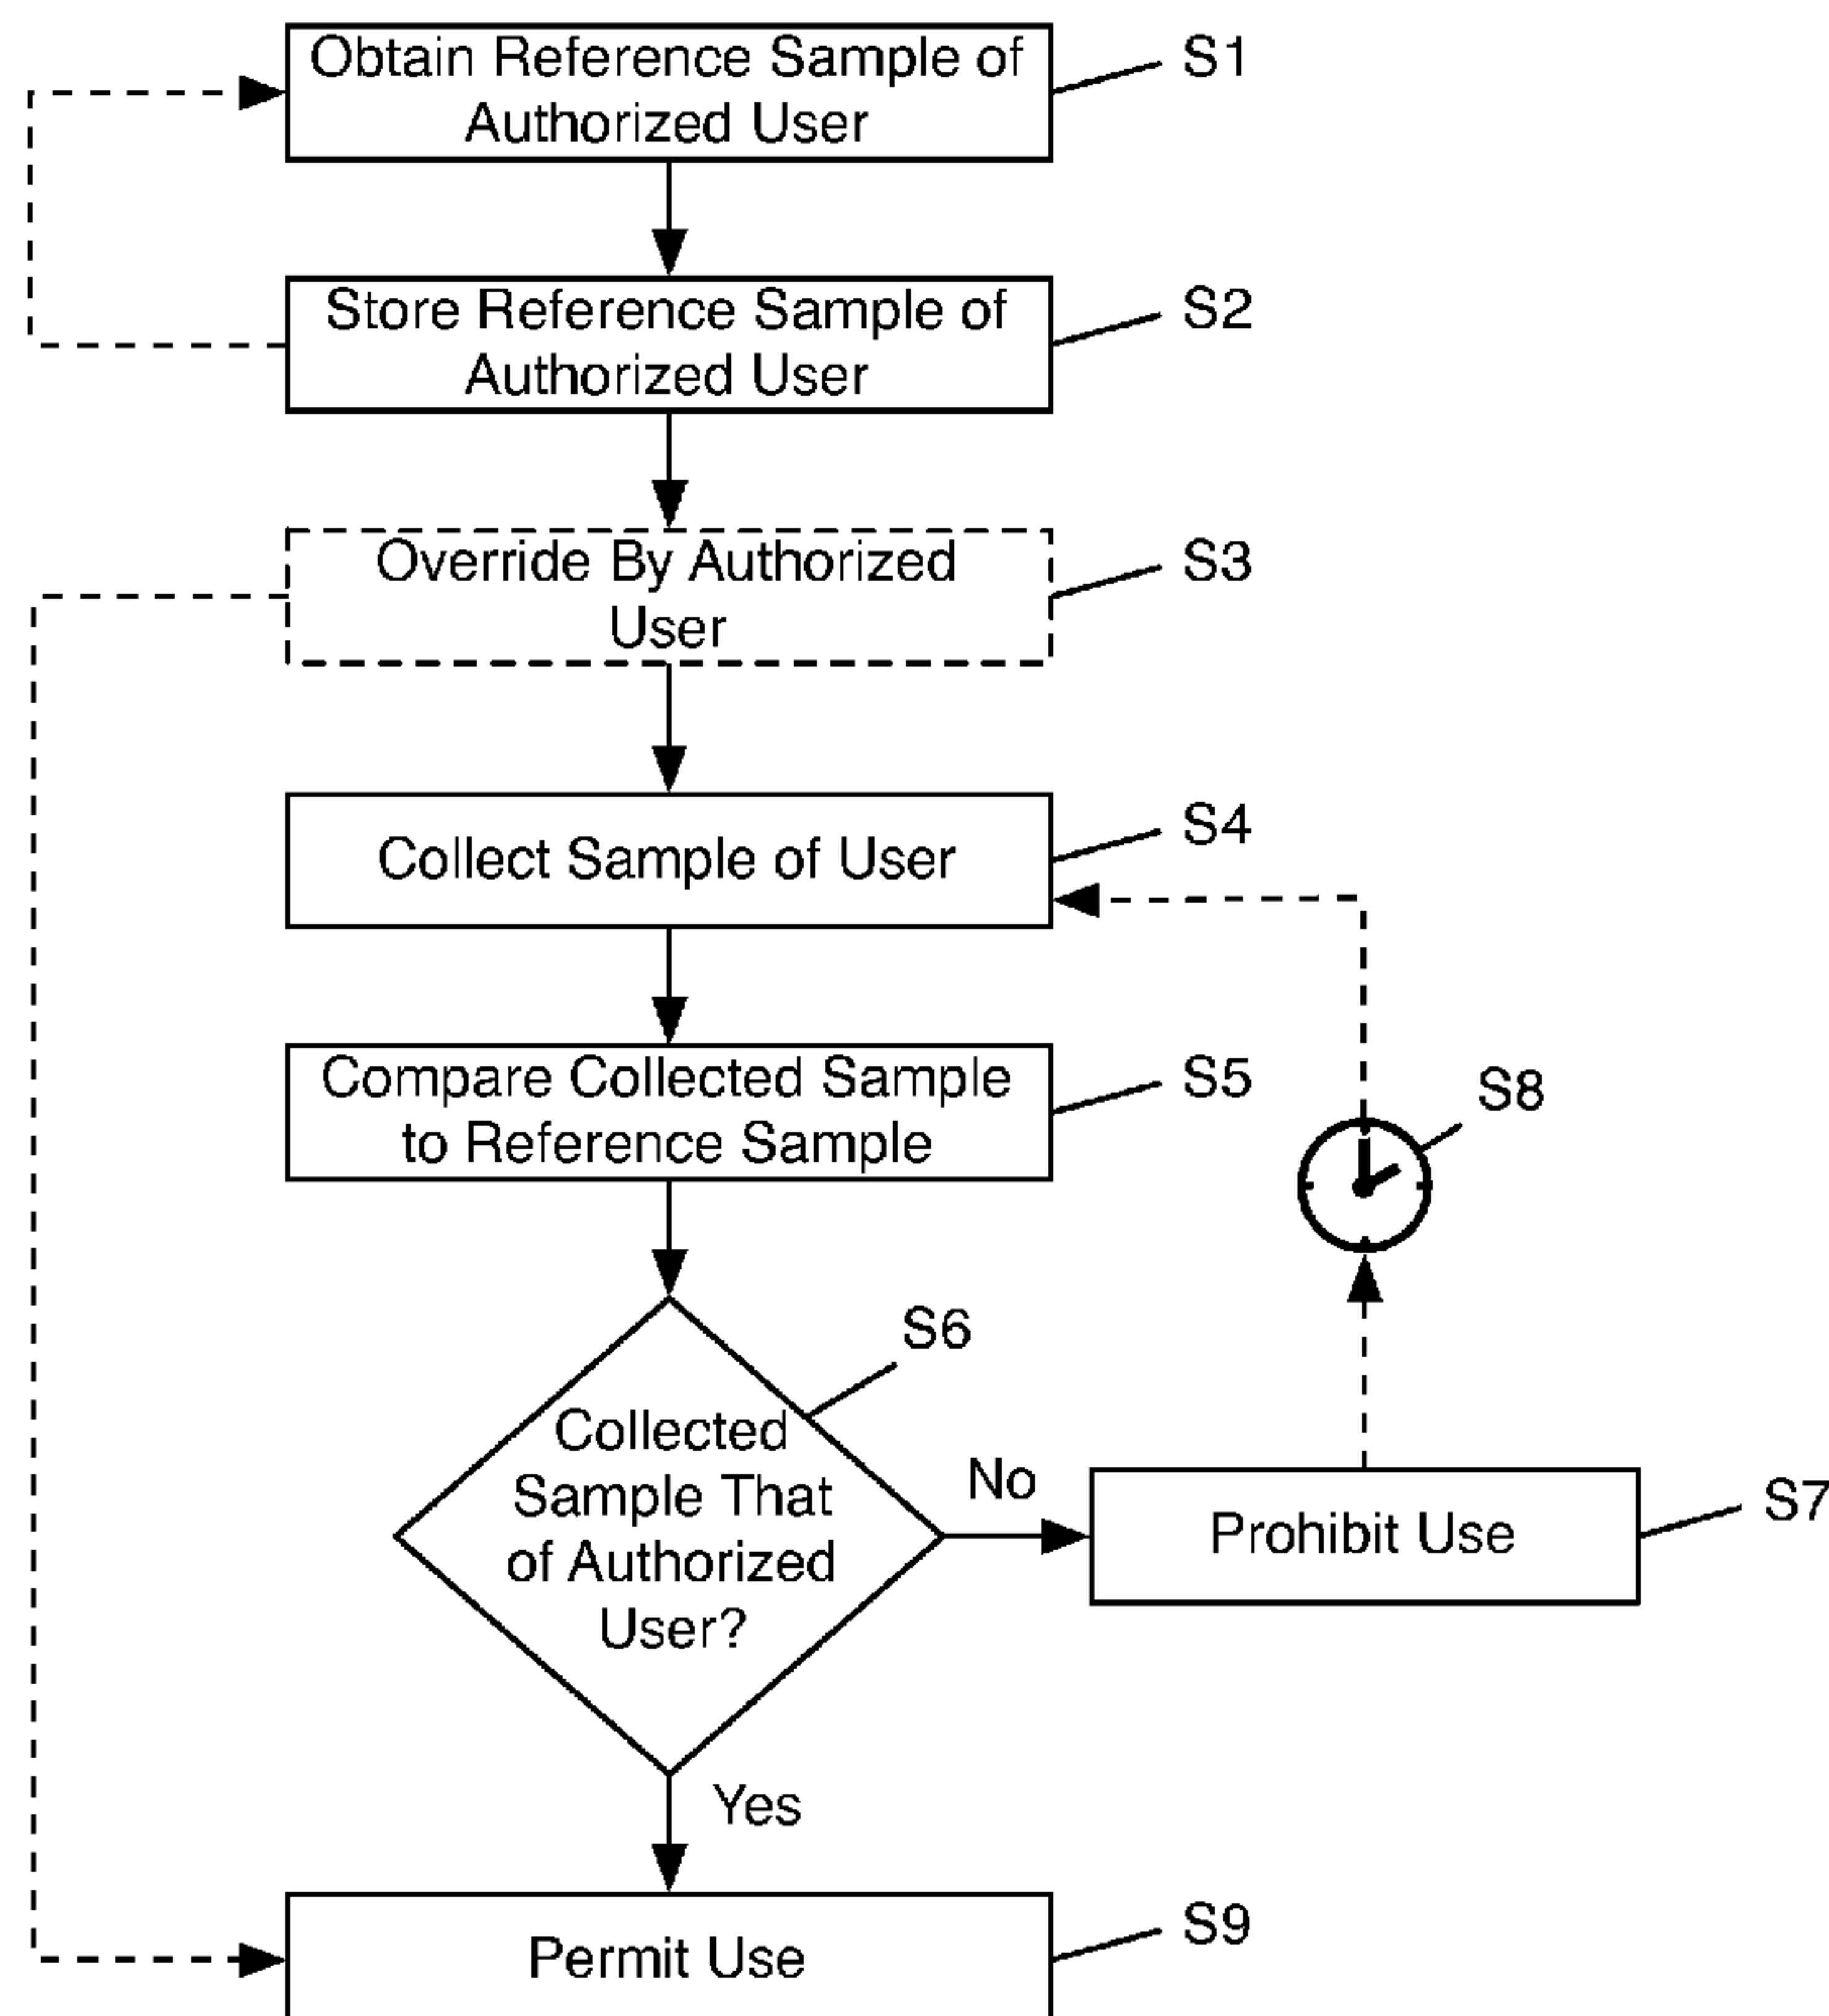 Obtain Reference Sample of
Authorized User
S1
Store Reference Sample of
Authorized User
S2
Override By Authorized
User
S3
Collect Sample of User
S4
Compare Collected Sample
to Reference Sample
S5
S8
S6
Collected
Sample That
of Authorized
User?
No
Prohibit Use
S7
Yes
Permit Use
S9